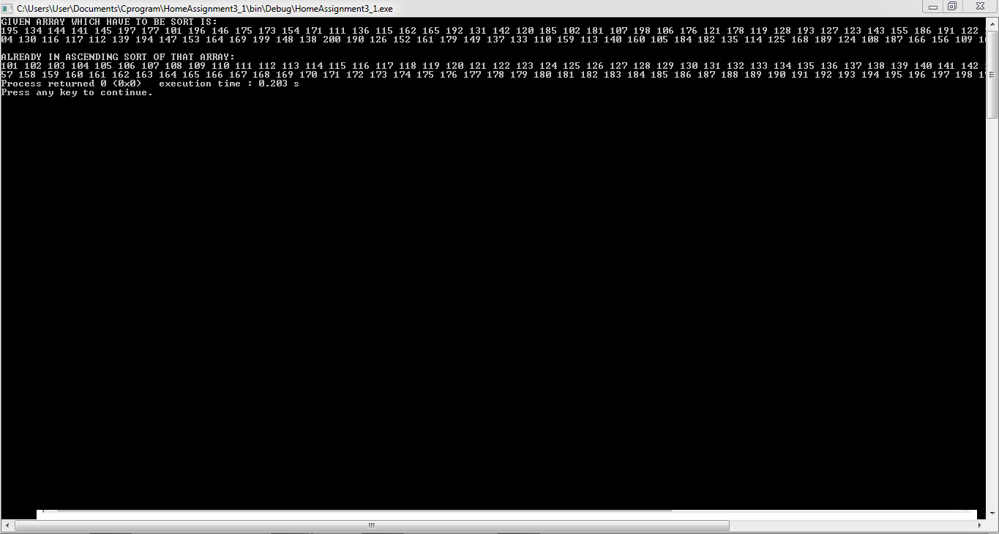 C:\Users\User\Documents\Cprogram\HomeAssignment3_1\bin\Debug\HomeAssignment3_1.exe
GIVEN ARRAY WHICH HAVE TO BE SORT IS:
195 134 144 141 145 197 177 101 196 146 175 173 154 171 111 136 115 162 165 192 131 142 120 185 102 181 107 198 106 176 121 178 119 128 193 127 123 143 155 186 191 122
04 130 116 117 112 139 194 147 153 164 169 199 148 138 200 190 126 152 161 179 149 137 133 110 159 113 140 160 105 184 182 135 114 125 168 189 124 108 187 166 156 109
ALREADY IN ASCENDING SORT OF THAT ARRAY:
101 102 103 104 105 106 107 108 109 110 111 112 113 114 115 116 117 118 119 120 121 122 123 124 125 126 127 128 129 130 131 132 133 134 135 136 137 138 139 140 141 142
57 158 159 160 161 162 163 164 165 166 167 168 169 170 171 172 173 174 175 176 177 178 179 180 181 182 183 184 185 186 187 188 189 190 191 192 193 194 195 196 197 198
Process returned 0 (0x0)   execution time : 0.203 s
Press any key to continue.